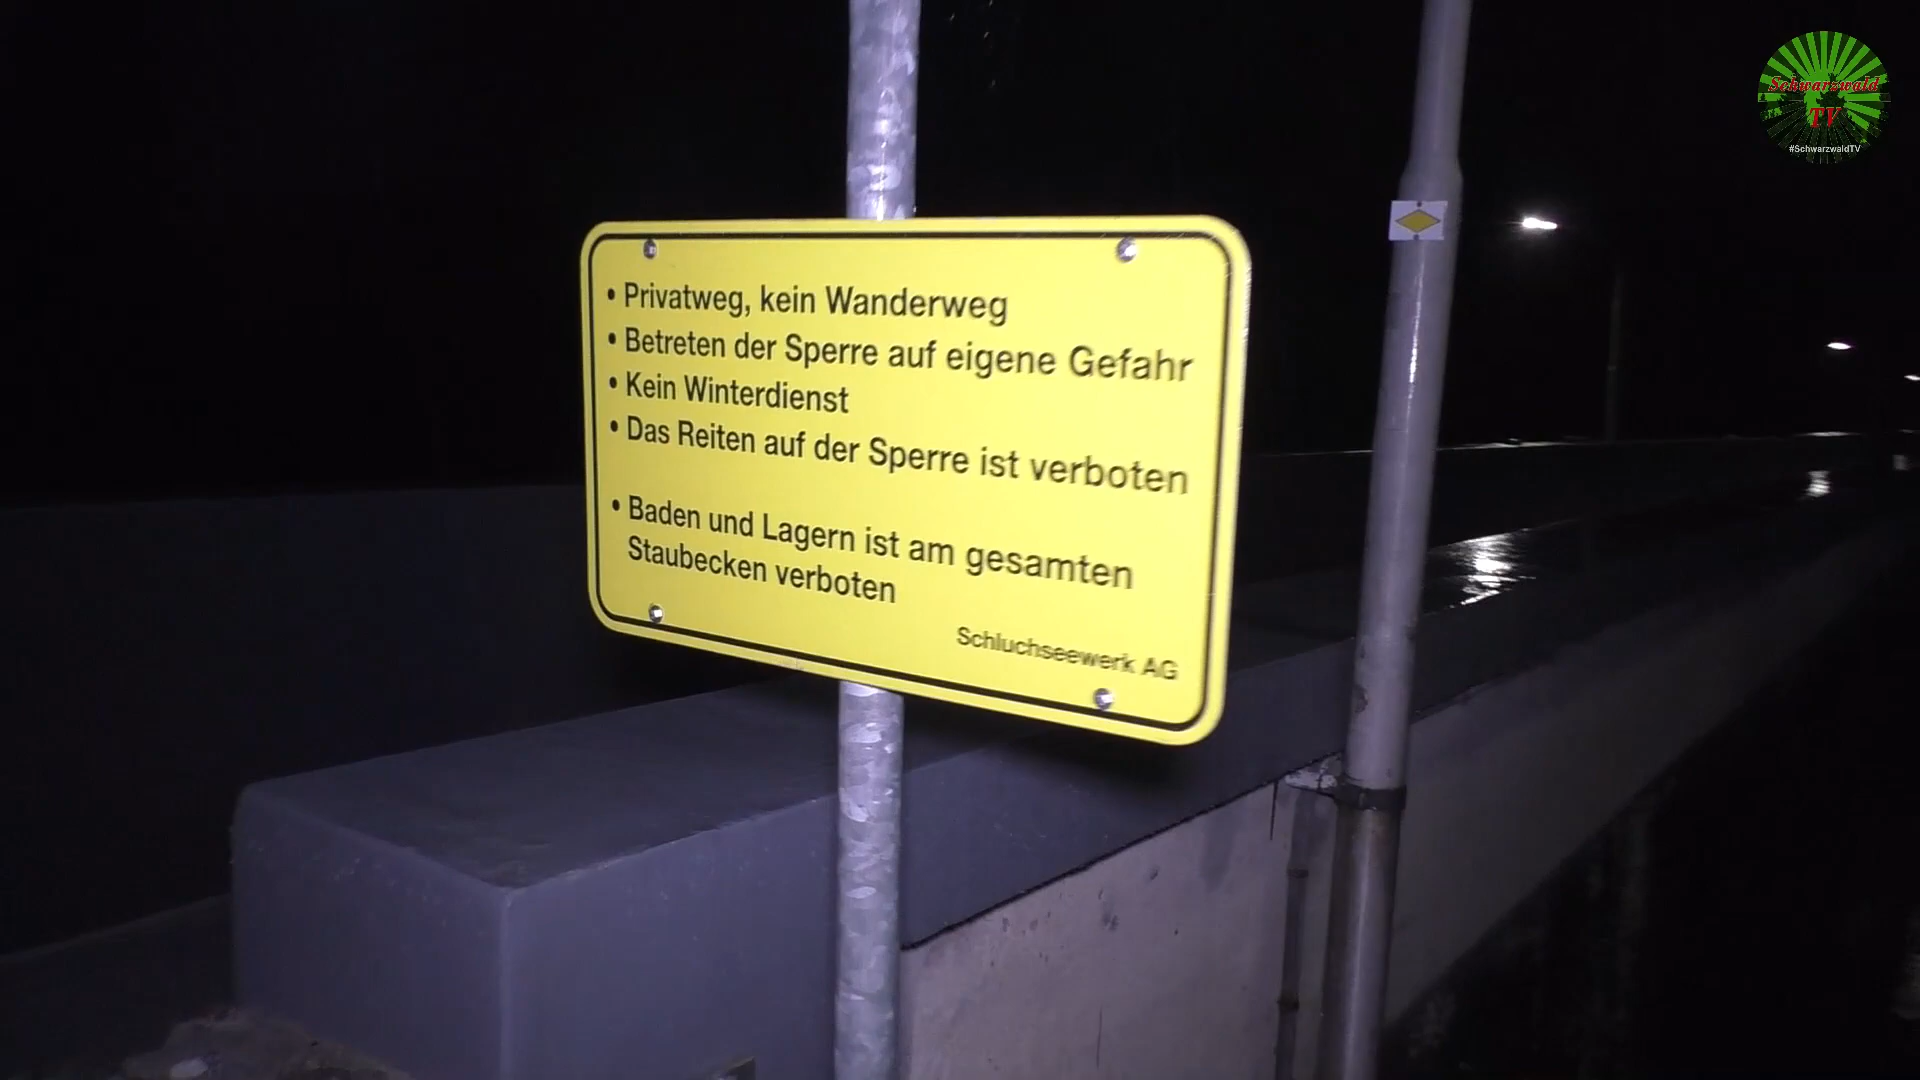 Schwarzwald
TV
#SchwarzwaldTV
• Privatweg, kein Wanderweg
• Betreten der Sperre auf eigene Gefahr
• Kein Winterdienst
• Das Reiten auf der Sperre ist verboten
• Baden und Lagern ist am gesamten
Staubecken verboten
Schluchseewerk AG